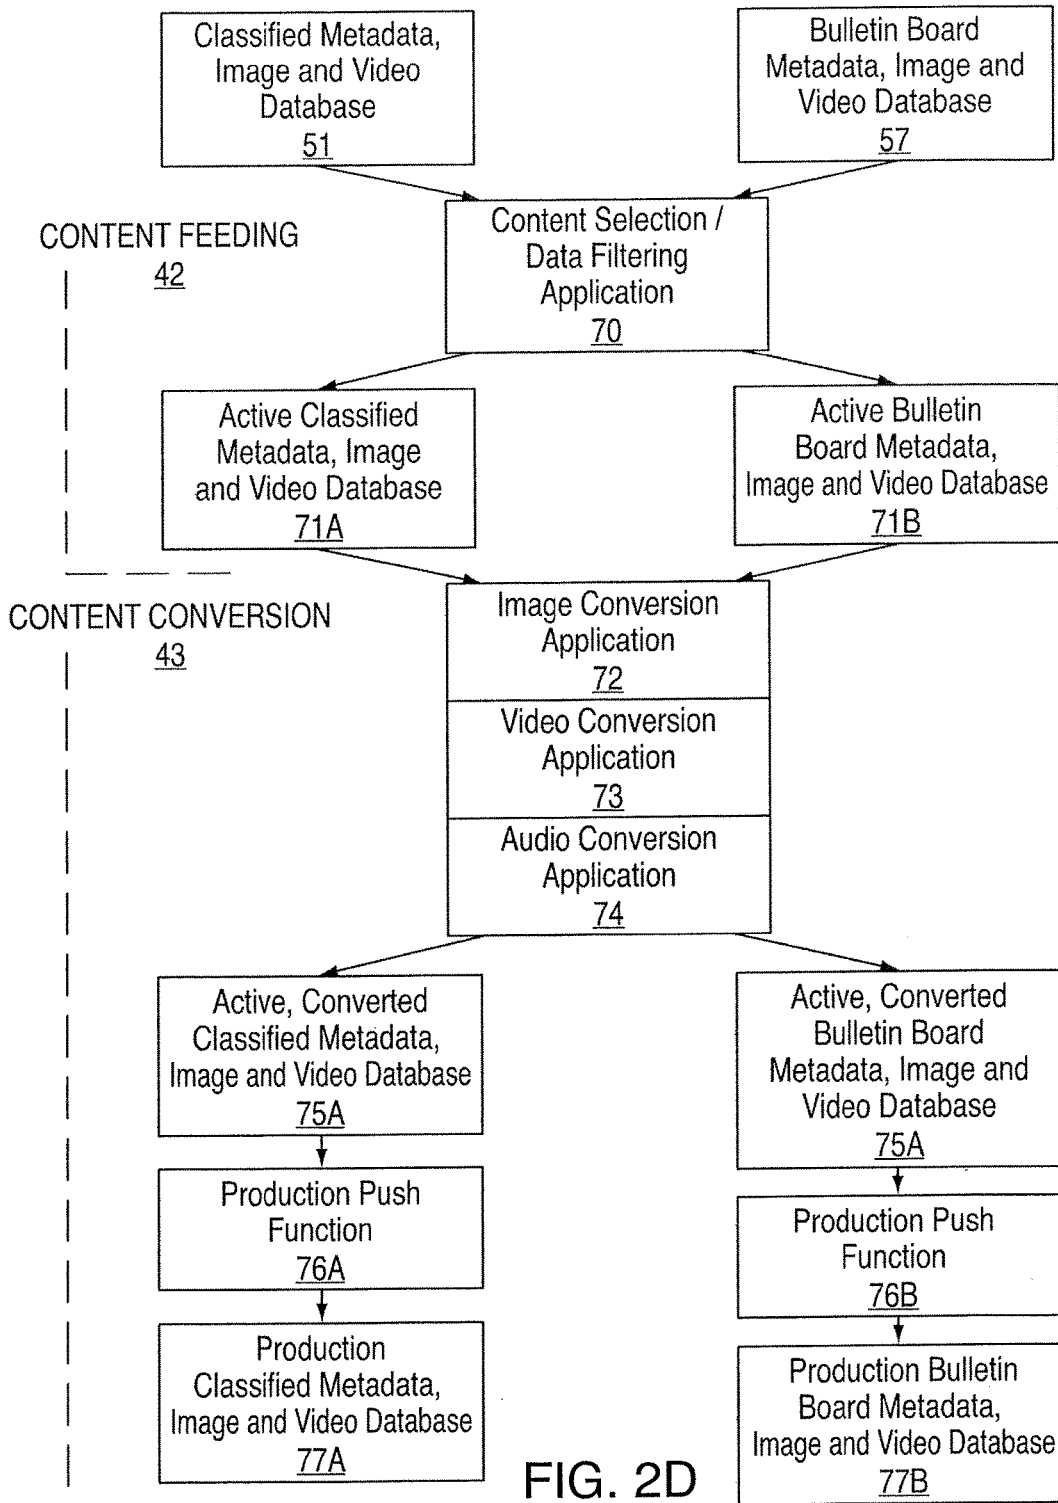 Classified Metadata,
Image and Video
Database
51
Bulletin Board
Metadata, Image and
Video Database
57
CONTENT FEEDING
42
Content Selection /
Data Filtering
Application
70
Active Classified
Metadata, Image
and Video Database
71A
Active Bulletin
Board Metadata,
Image and Video Database
71B
CONTENT CONVERSION
43
Image Conversion
Application
72
Video Conversion
Application
73
Audio Conversion
Application
74
Active, Converted
Classified Metadata,
Image and Video Database
75A
Active, Converted
Bulletin Board
Metadata, Image and
Video Database
75A
Production Push
Function
76A
Production Push
Function
76B
Production
Classified Metadata,
Image and Video Database
77A
Production Bulletin
Board Metadata,
Image and Video Database
77B
FIG. 2D